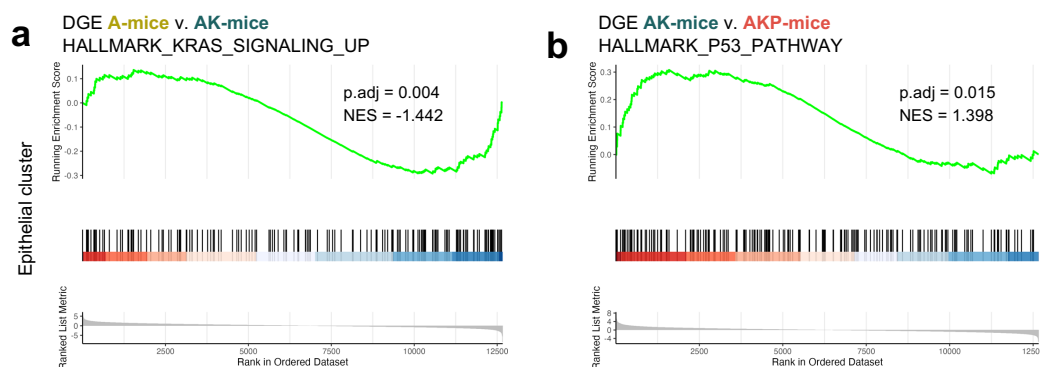 a
DGE A-mice v. AK-mice
HALLMARK_KRAS_SIGNALING_UP
Epithelial cluster
Running Enrichment Score
0.1
0.0
-0.1
-0.2
-0.3
p.adj = 0.004
NES = -1.442
Ranked List Metric
5
0
-5
2500 5000 7500 10000 12500
Rank in Ordered Dataset
b
DGE AK-mice v. AKP-mice
HALLMARK_P53_PATHWAY
Running Enrichment Score
0.3
0.2
0.1
0.0
p.adj = 0.015
NES = 1.398
Ranked List Metric
8
4
0
-4
2500 5000 7500 10000 1250
Rank in Ordered Dataset